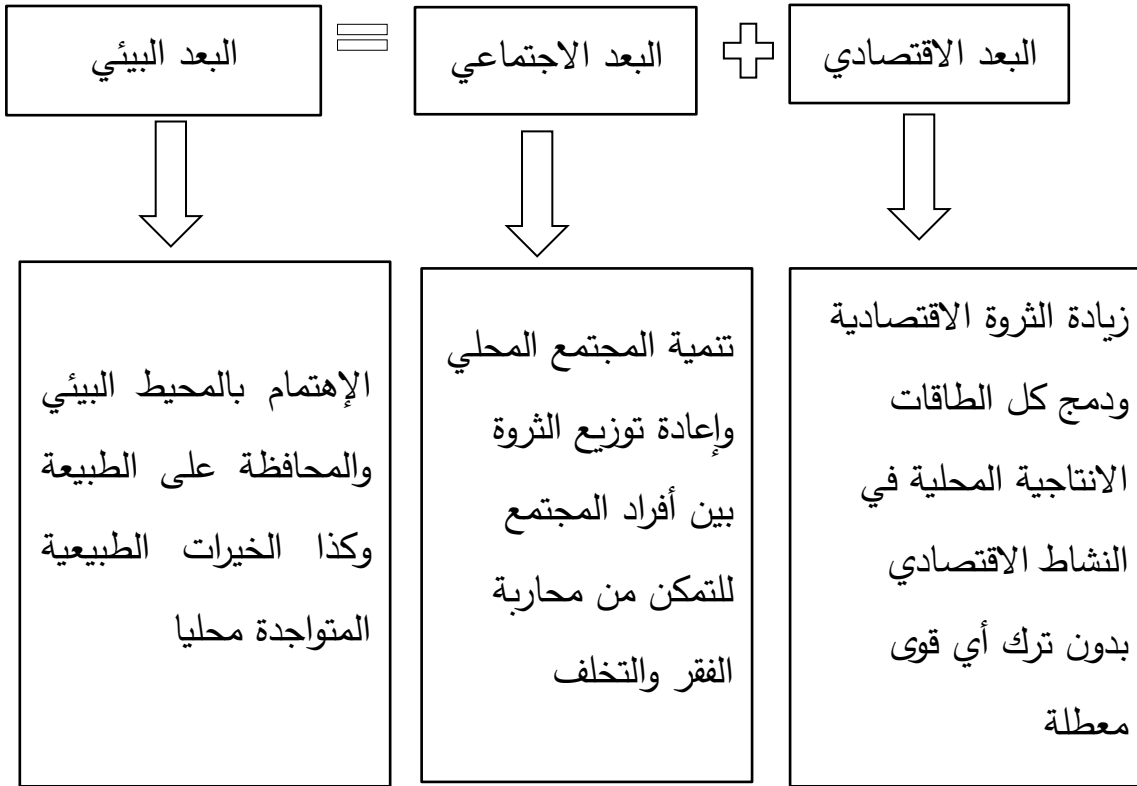 البعد الاقتصادي
البعد الاجتماعي
البعد البيئي
زيادة الثروة الاقتصادية
ودمج كل الطاقات
الانتاجية المحلية في
النشاط الاقتصادي
بدون ترك أي قوى
معطلة
تنمية المجتمع المحلي
وإعادة توزيع الثروة
بين أفراد المجتمع
للتمكن من محاربة
الفقر والتخلف
الإهتمام بالمحيط البيئي
والمحافظة على الطبيعة
وكذا الخيرات الطبيعية
المتواجدة محليا